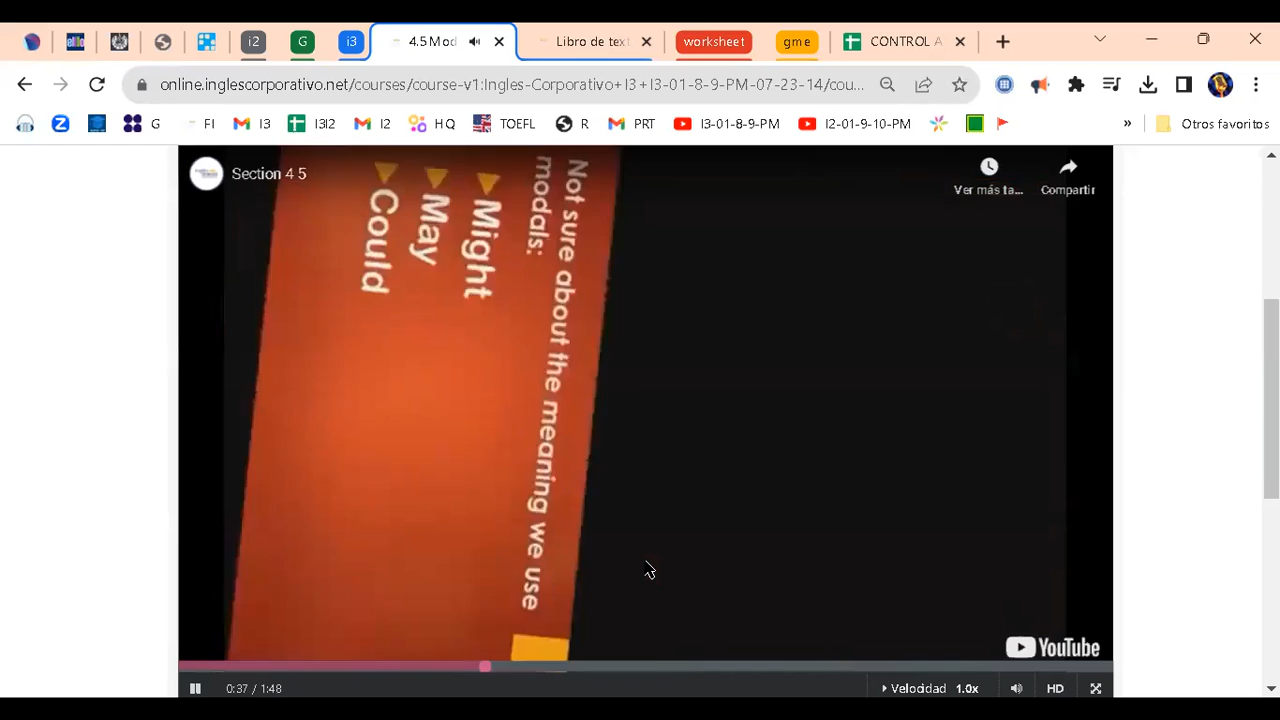 i2
G
i3
4.5 Mod
Libro de text
worksheet
gme
CONTROL A
online.inglescorporativo.net/courses/course-v1:Ingles-Corporativo+I3+I3-01-8-9-PM-07-23-14/cou...
G
FI
I3
I3I2
I2
HQ
TOEFL
R
PRT
I3-01-8-9-PM
I2-01-9-10-PM
»
Otros favoritos
Section 4 5
Ver más ta...
Compartir
Not sure about the meaning we use
modals:
Might
May
Could
YouTube
0:37 / 1:48
Velocidad 1.0x
HD